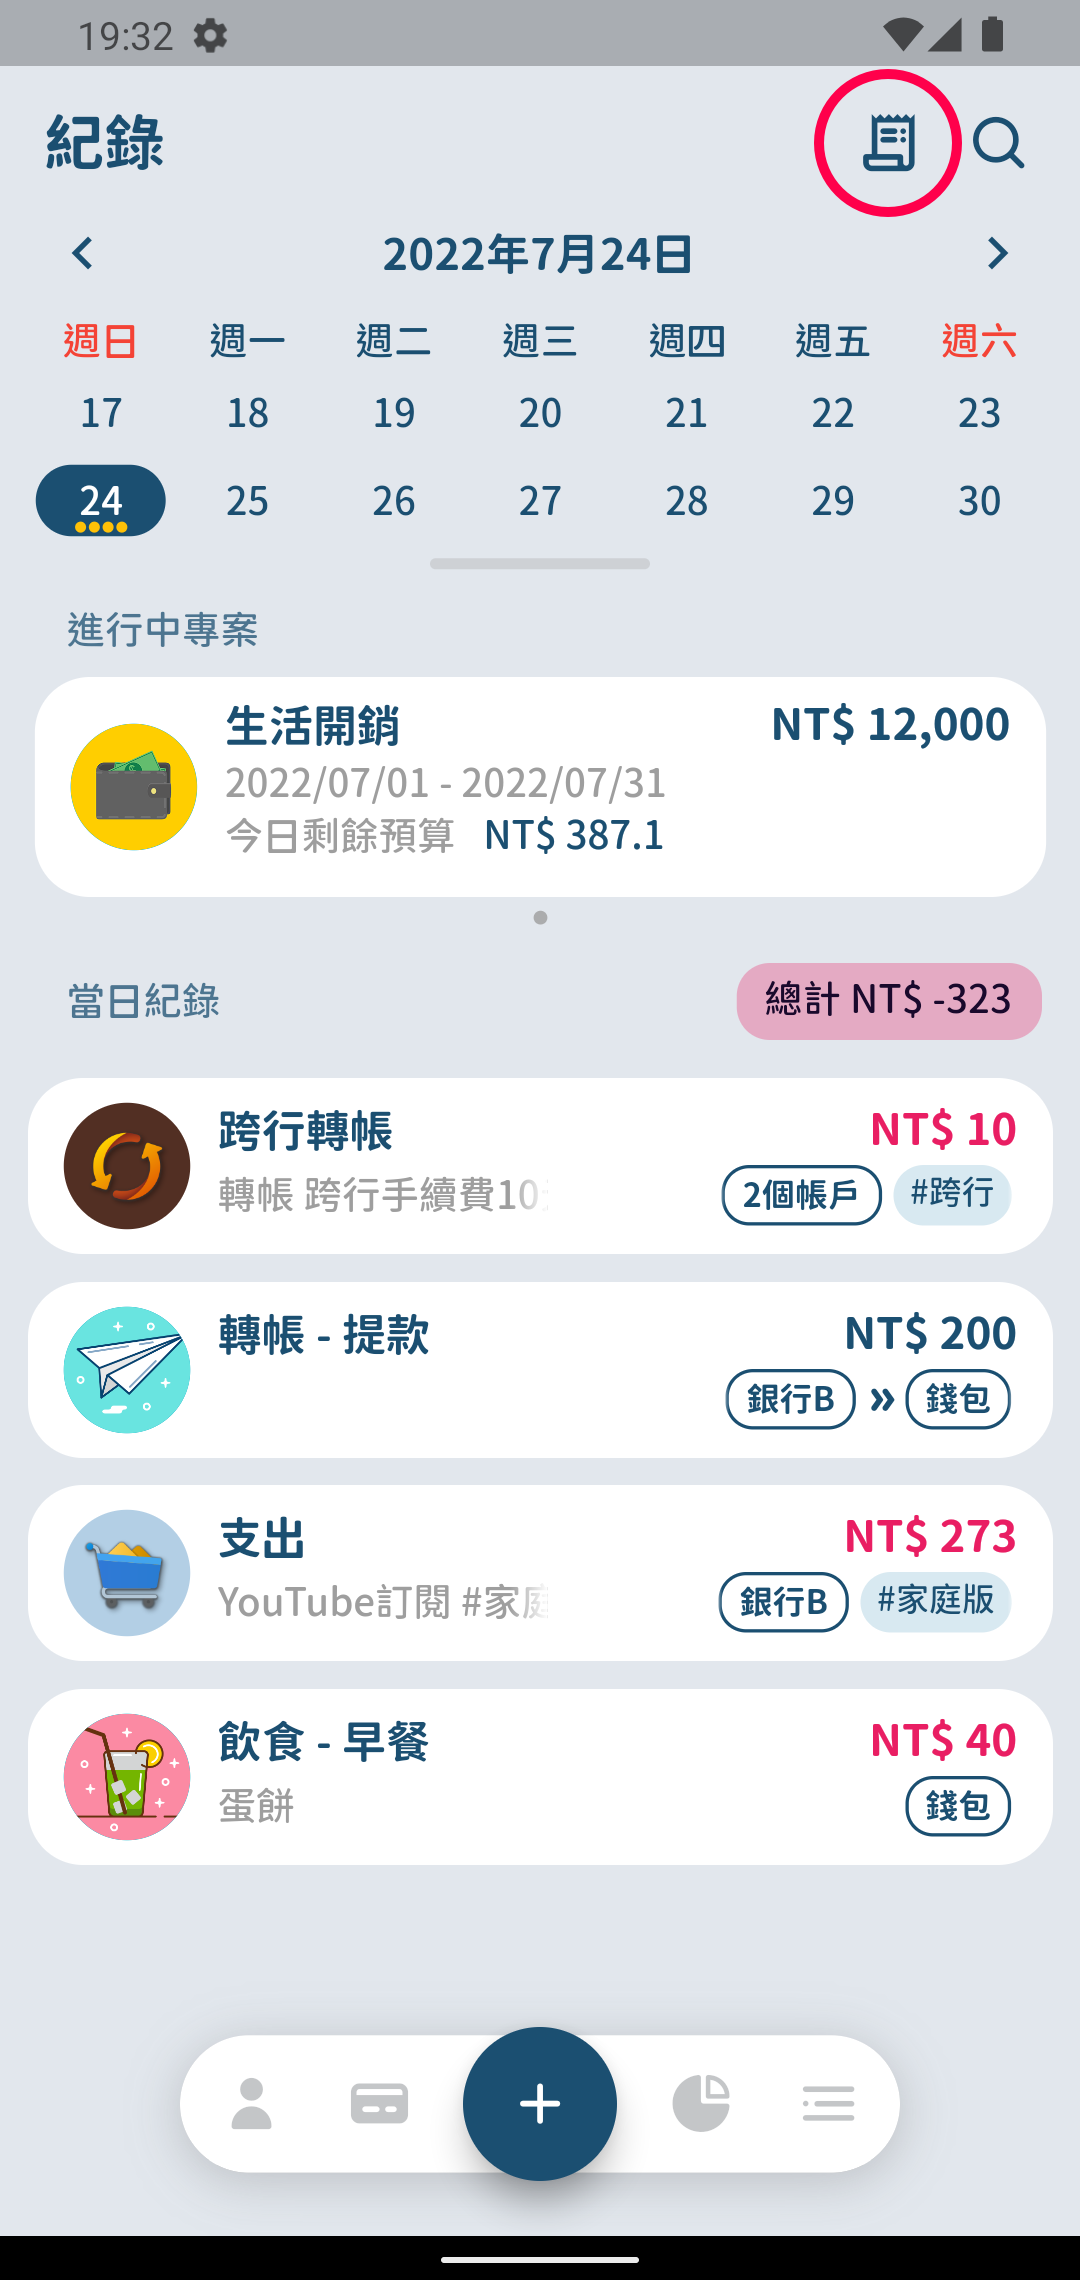 19:32
紀錄
2022年7月24日
週日 週一 週二 週三 週四 週五 週六
17 18 19 20 21 22 23
24 25 26 27 28 29 30
進行中專案
生活開銷 NT$ 12,000
2022/07/01 - 2022/07/31
今日剩餘預算 NT$ 387.1
當日紀錄 總計 NT$ -323
跨行轉帳 NT$ 10
轉帳 跨行手續費10 2個帳戶 #跨行
轉帳 - 提款 NT$ 200
銀行B » 錢包
支出 NT$ 273
YouTube訂閱 #家庭 銀行B #家庭版
飲食 - 早餐 NT$ 40
蛋餅 錢包